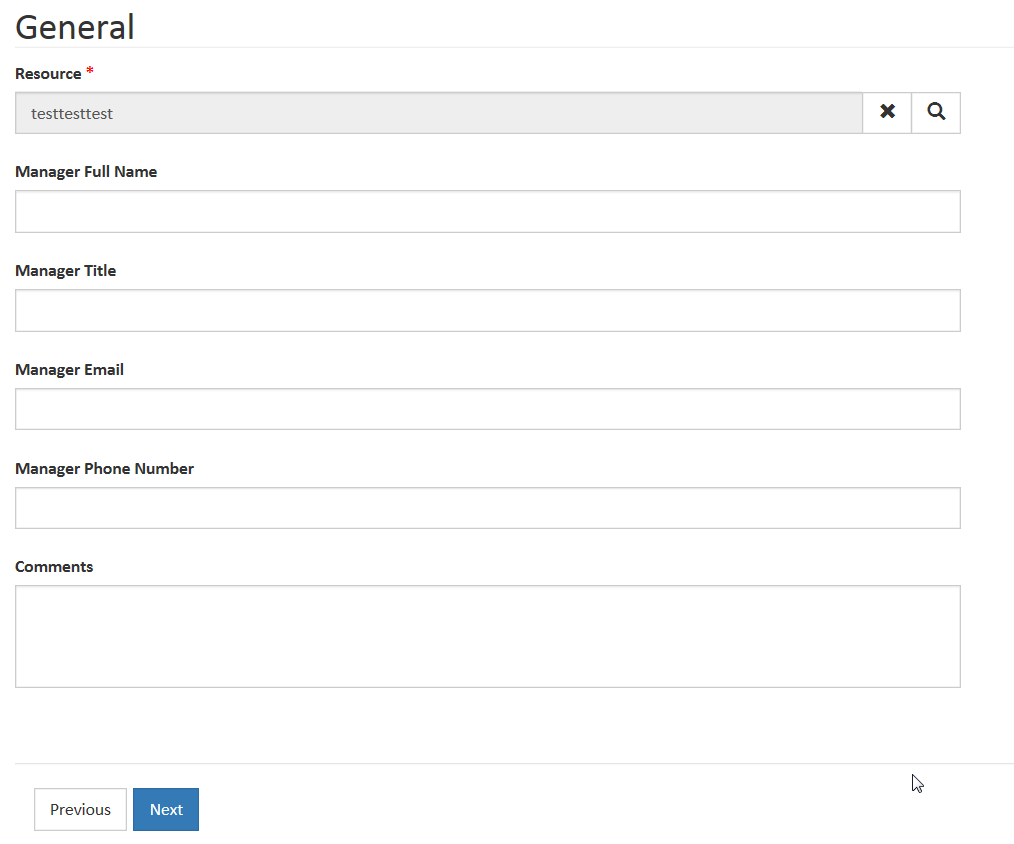 General
Resource *
testtesttest
Manager Full Name
Manager Title
Manager Email
Manager Phone Number
Comments
Previous Next